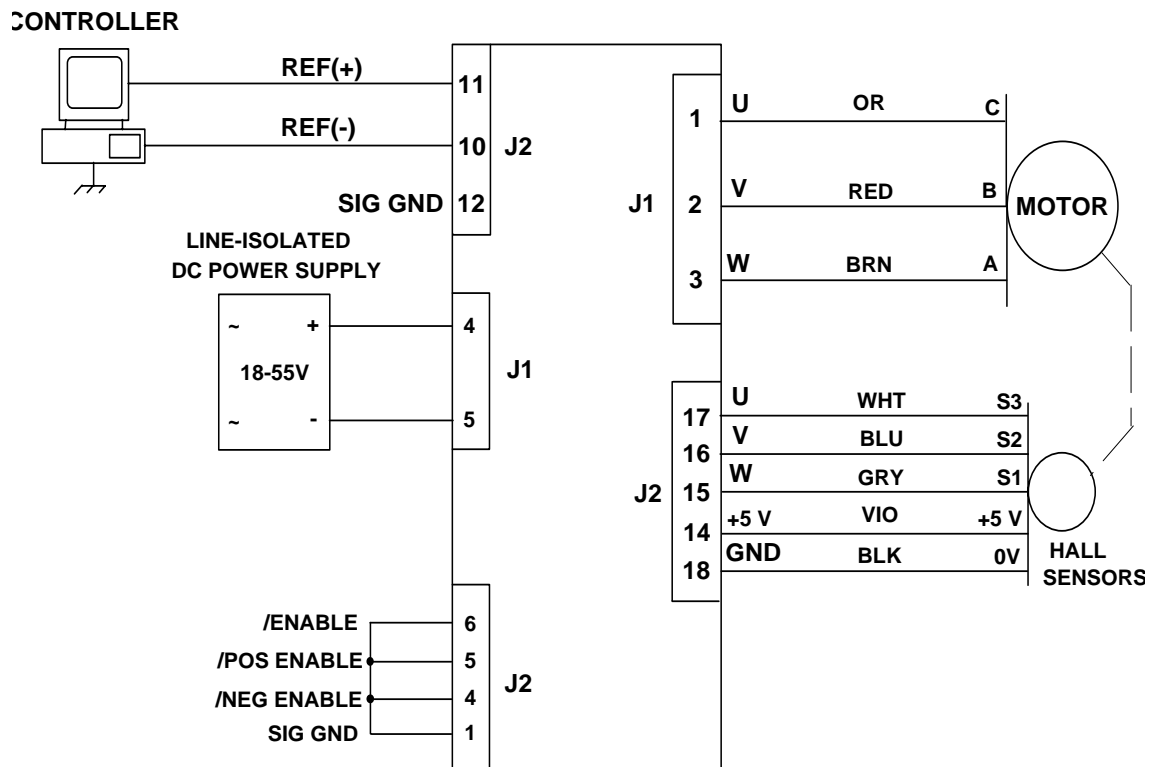 CONTROLLER
REF(+)
11
REF(-)
10
J2
SIG GND
12
LINE-ISOLATED
DC POWER SUPPLY
~ +
4
18-55V
J1
~ -
5
/ENABLE
6
/POS ENABLE
5
/NEG ENABLE
4
J2
SIG GND
1
J1
1
U OR C
2
V RED B
3
W BRN A
MOTOR
J2
17
U WHT S3
16
V BLU S2
15
W GRY S1
14
+5 V VIO +5 V
18
GND BLK 0V
HALL
SENSORS